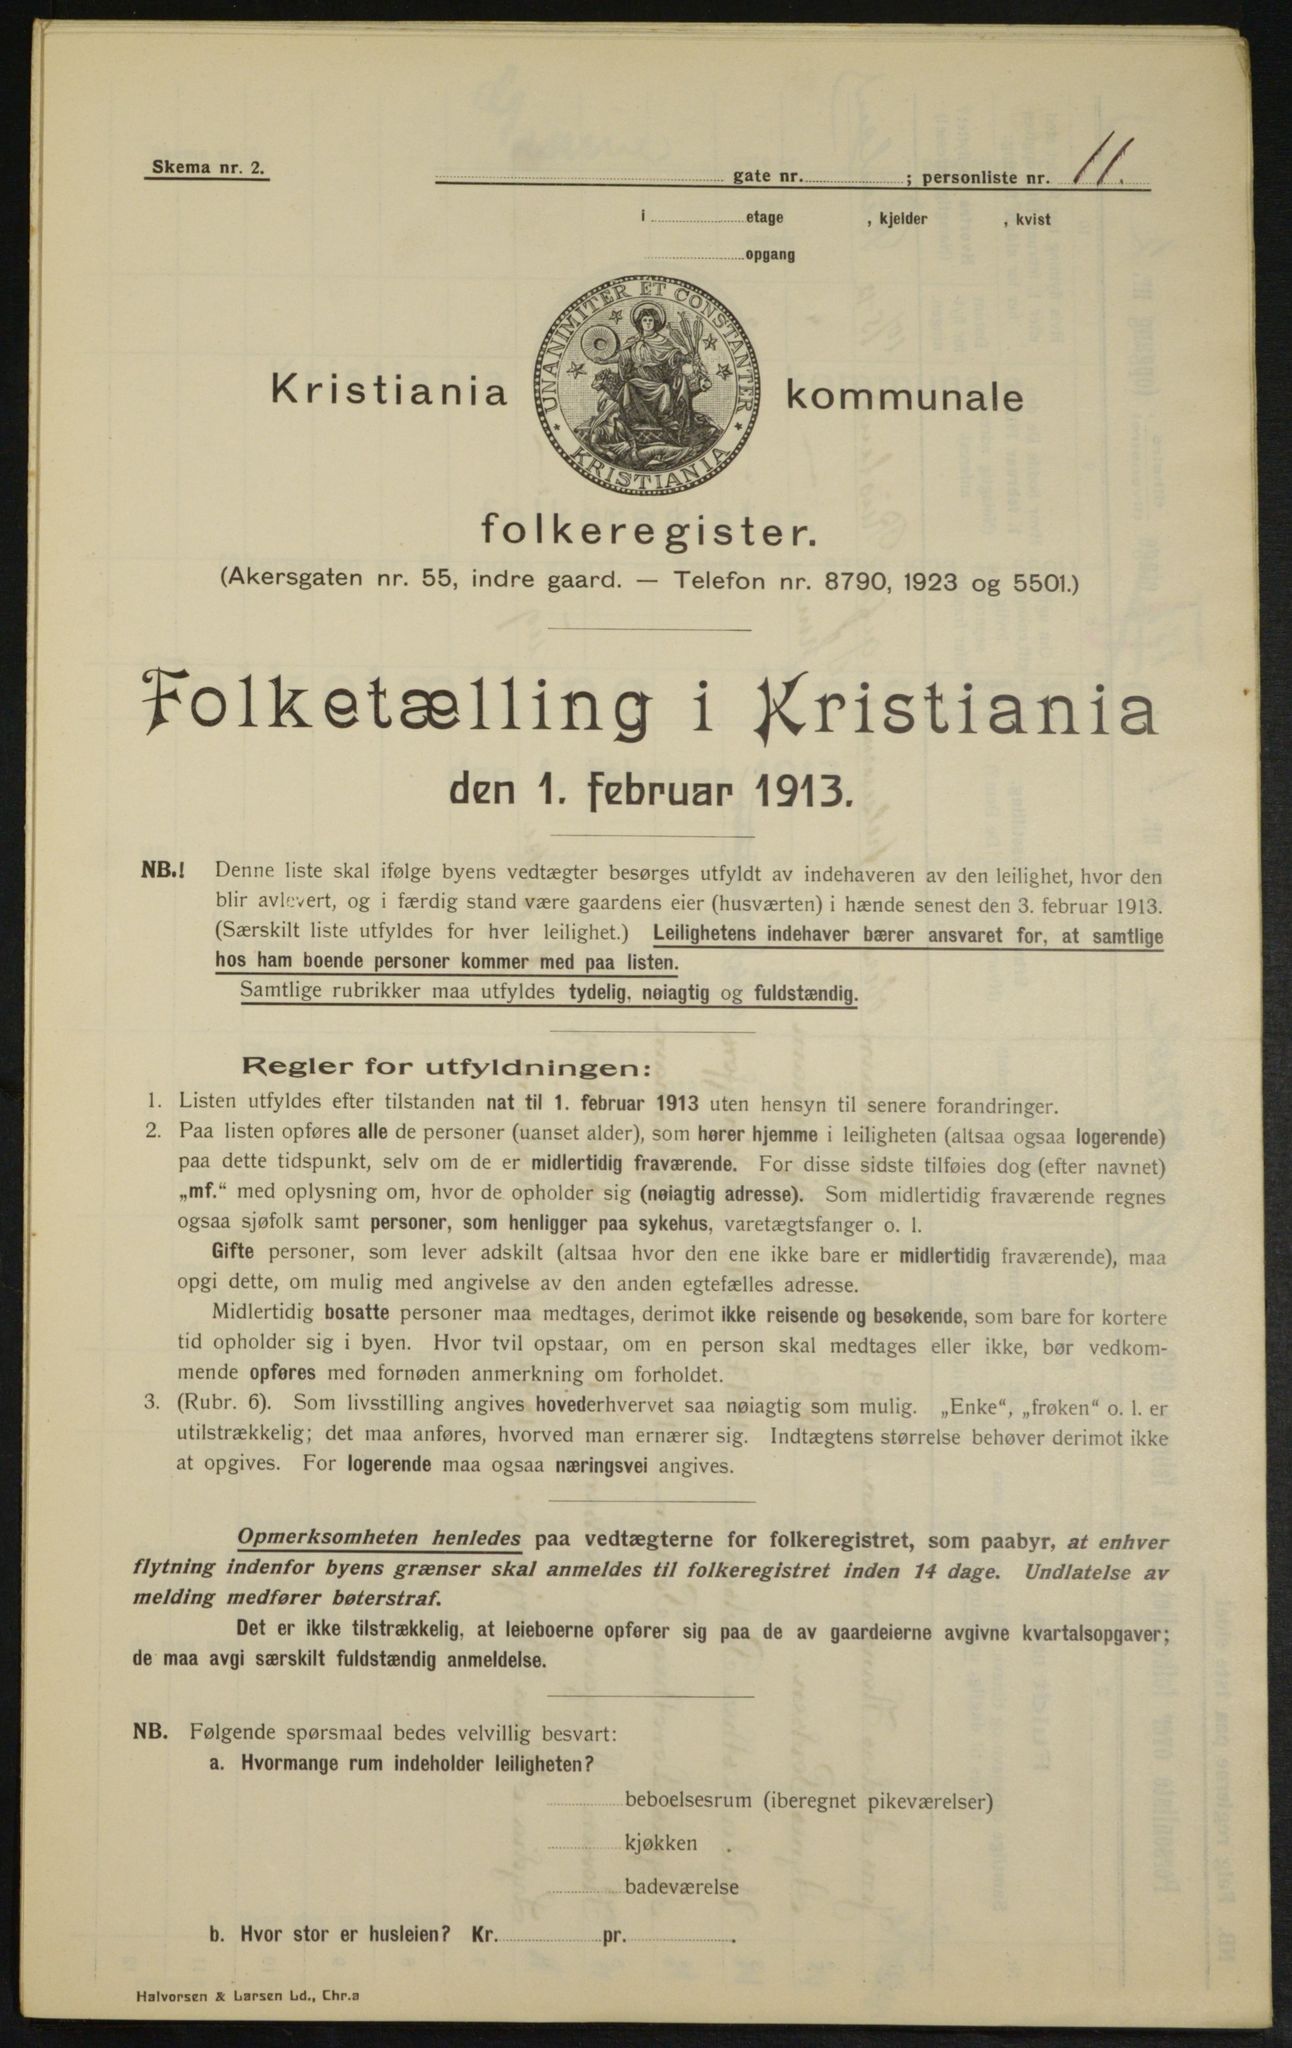 Skema nr. 2.
gate nr. ; personliste nr. 11.
i etage , kjelder , kvist
opgang
UNANIMITER ET CONSTANTER
KRISTIANIA
Kristiania kommunale
folkeregister.
(Akersgaten nr. 55, indre gaard. — Telefon nr. 8790, 1923 og 5501.)
Folketælling i Kristiania
den 1. februar 1913.
NB.! Denne liste skal ifølge byens vedtægter besørges utfyldt av indehaveren av den leilighet, hvor den
blir avlevert, og i færdig stand være gaardens eier (husværten) i hænde senest den 3. februar 1913.
(Særskilt liste utfyldes for hver leilighet.) Leilighetens indehaver bærer ansvaret for, at samtlige
hos ham boende personer kommer med paa listen.
Samtlige rubrikker maa utfyldes tydelig, nøiagtig og fuldstændig.
Regler for utfyldningen:
1. Listen utfyldes efter tilstanden nat til 1. februar 1913 uten hensyn til senere forandringer.
2. Paa listen opføres alle de personer (uanset alder), som hører hjemme i leiligheten (altsaa ogsaa logerende)
paa dette tidspunkt, selv om de er midlertidig fraværende. For disse sidste tilføies dog (efter navnet)
„mf.“ med oplysning om, hvor de opholder sig (nøiagtig adresse). Som midlertidig fraværende regnes
ogsaa sjøfolk samt personer, som henligger paa sykehus, varetægtsfanger o. l.
Gifte personer, som lever adskilt (altsaa hvor den ene ikke bare er midlertidig fraværende), maa
opgi dette, om mulig med angivelse av den anden egtefælles adresse.
Midlertidig bosatte personer maa medtages, derimot ikke reisende og besøkende, som bare for kortere
tid opholder sig i byen. Hvor tvil opstaar, om en person skal medtages eller ikke, bør vedkom-
mende opføres med fornøden anmerkning om forholdet.
3. (Rubr. 6). Som livsstilling angives hovederhvervet saa nøiagtig som mulig. „Enke“, „frøken“ o. l. er
utilstrækkelig; det maa anføres, hvorved man ernærer sig. Indtægtens størrelse behøver derimot ikke
at opgives. For logerende maa ogsaa næringsvei angives.
Opmerksomheten henledes paa vedtægterne for folkeregistret, som paabyr, at enhver
flytning indenfor byens grænser skal anmeldes til folkeregistret inden 14 dage. Undlatelse av
melding medfører bøterstraf.
Det er ikke tilstrækkelig, at leieboerne opfører sig paa de av gaardeierne avgivne kvartalsopgaver;
de maa avgi særskilt fuldstændig anmeldelse.
NB. Følgende spørsmaal bedes velvillig besvart:
a. Hvormange rum indeholder leiligheten?
beboelsesrum (iberegnet pikeværelser)
kjøkken .
badeværelse
b. Hvor stor er husleien? Kr. pr. .
Halvorsen & Larsen Ld., Chr.a